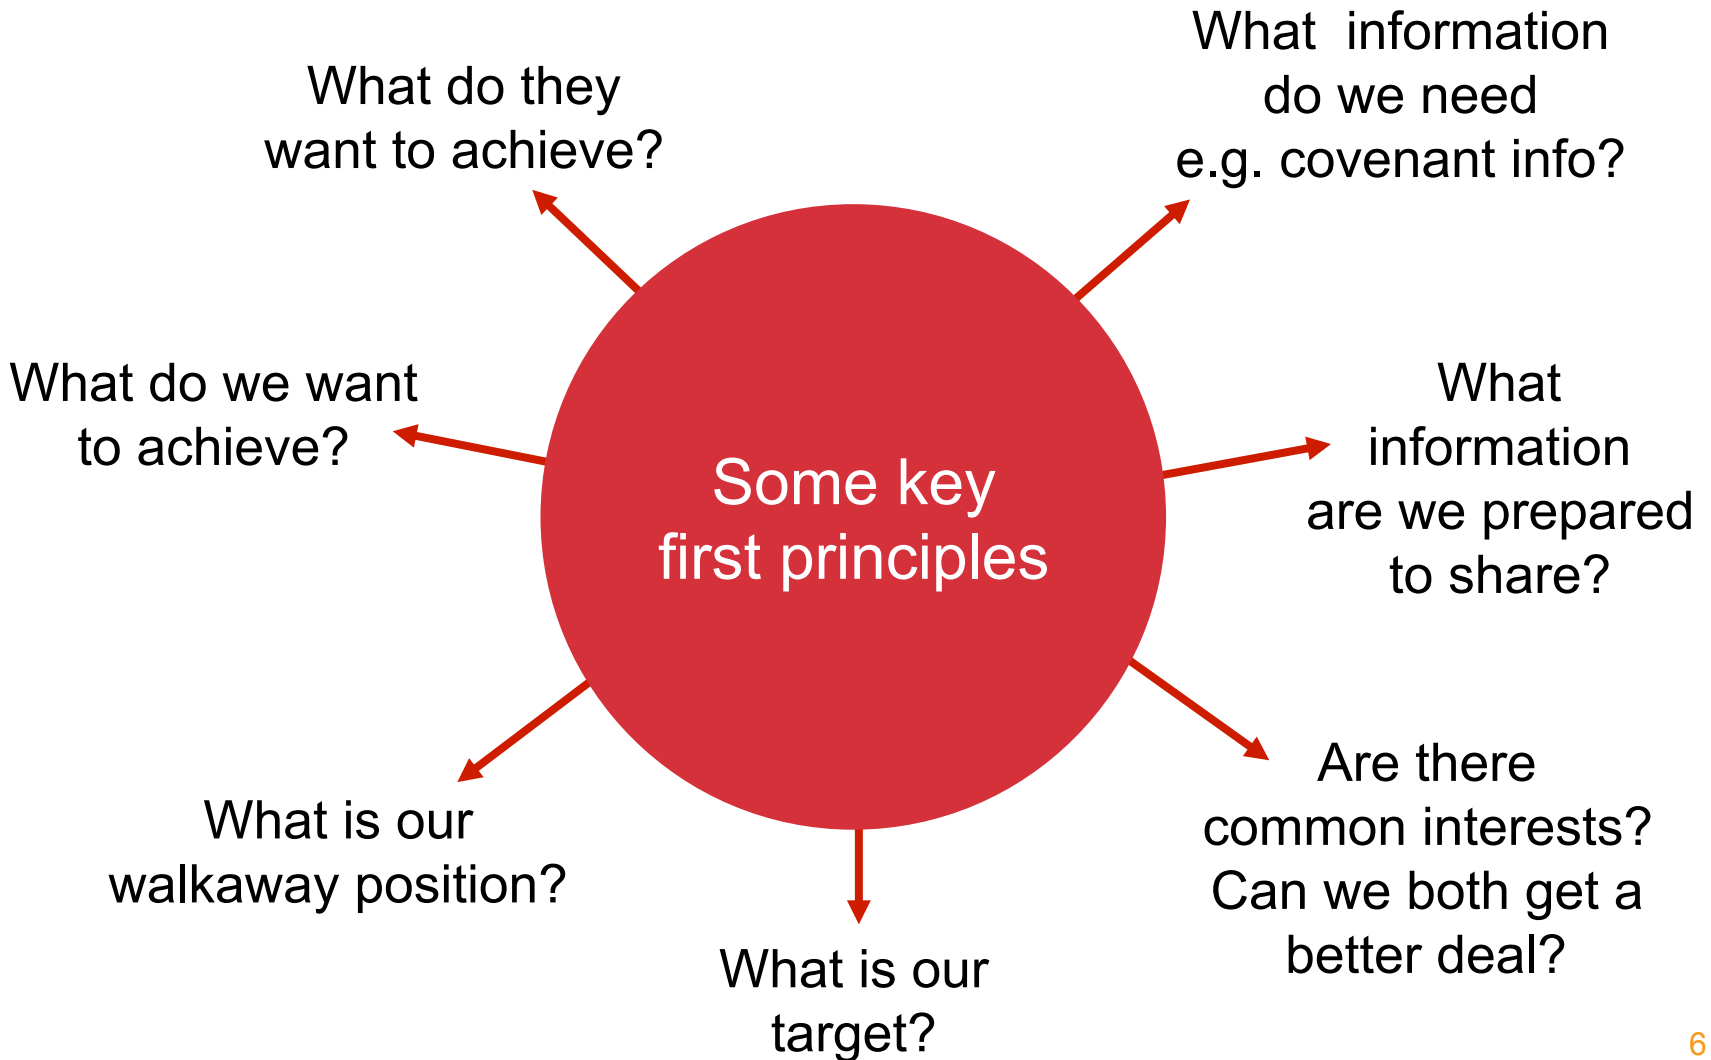 What do they
want to achieve?
What information
do we need
e.g. covenant info?
What do we want
to achieve?
What
information
are we prepared
to share?
Some key
first principles
What is our
walkaway position?
Are there
common interests?
Can we both get a
better deal?
What is our
target?
6